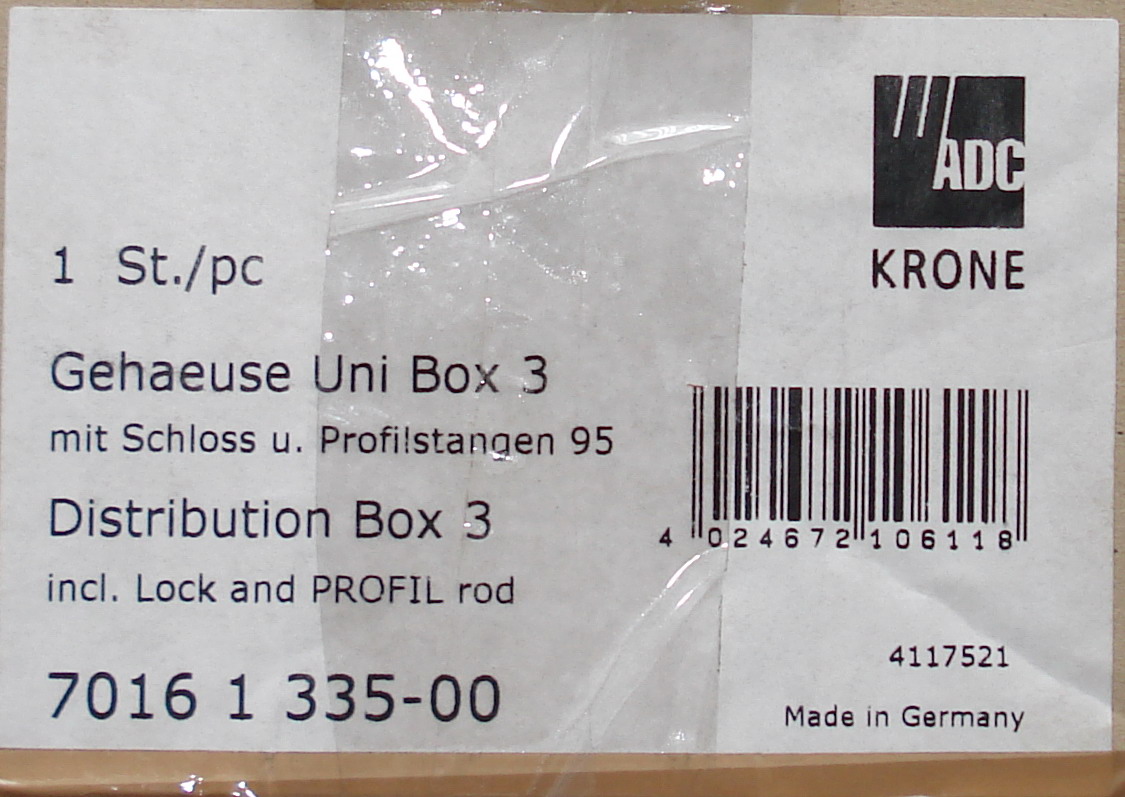 ADC
KRONE
1 St./pc
Gehaeuse Uni Box 3
mit Schloss u. Profilstangen 95
Distribution Box 3
incl. Lock and PROFIL rod
7016 1 335-00
4 024672 106118
4117521
Made in Germany